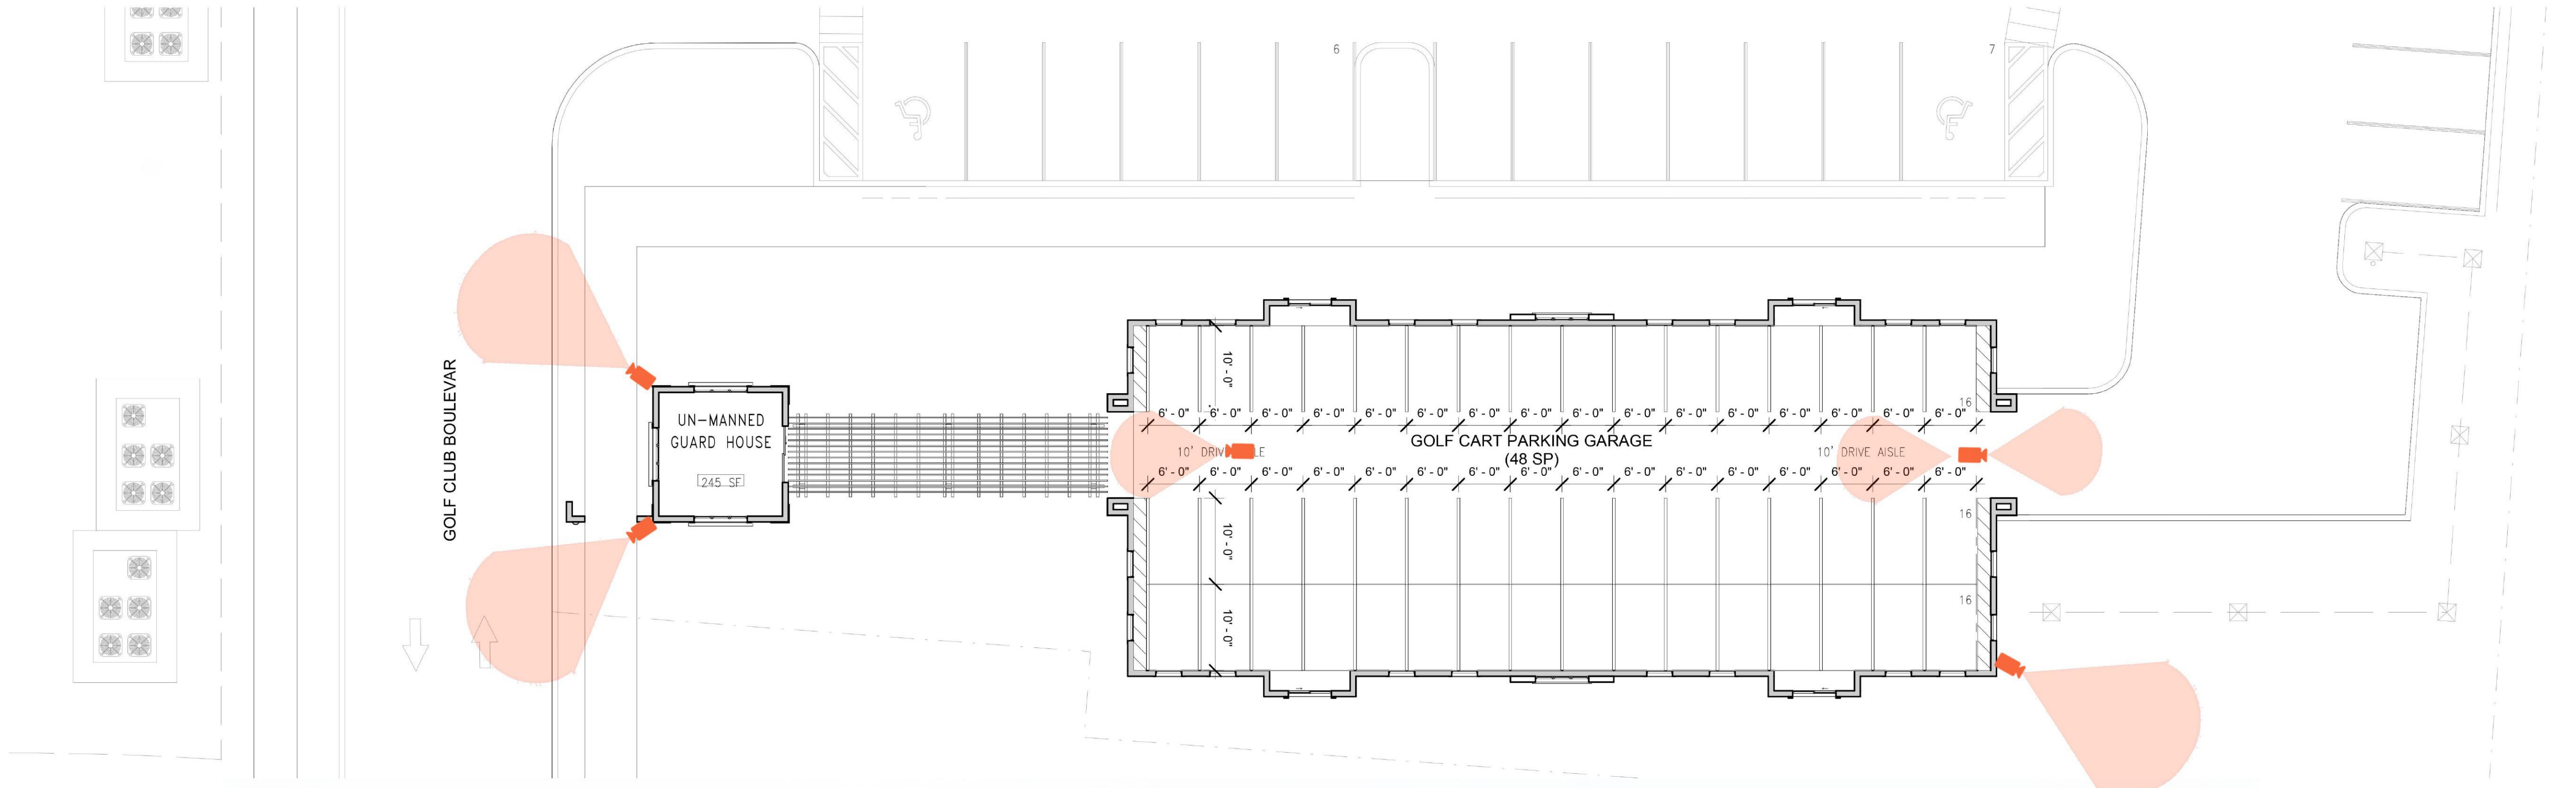 6
7
GOLF CLUB BOULEVAR
UN-MANNED
GUARD HOUSE
245 SF
10' - 0"
16
6' - 0" 6' - 0" 6' - 0" 6' - 0" 6' - 0" 6' - 0" 6' - 0" 6' - 0" 6' - 0" 6' - 0" 6' - 0" 6' - 0" 6' - 0" 6' - 0" 6' - 0" 6' - 0"
GOLF CART PARKING GARAGE
(48 SP)
10' DRIV LE
10' DRIVE AISLE
6' - 0" 6' - 0" 6' - 0" 6' - 0" 6' - 0" 6' - 0" 6' - 0" 6' - 0" 6' - 0" 6' - 0" 6' - 0" 6' - 0" 6' - 0" 6' - 0" 6' - 0" 6' - 0"
16
10' - 0"
16
10' - 0"